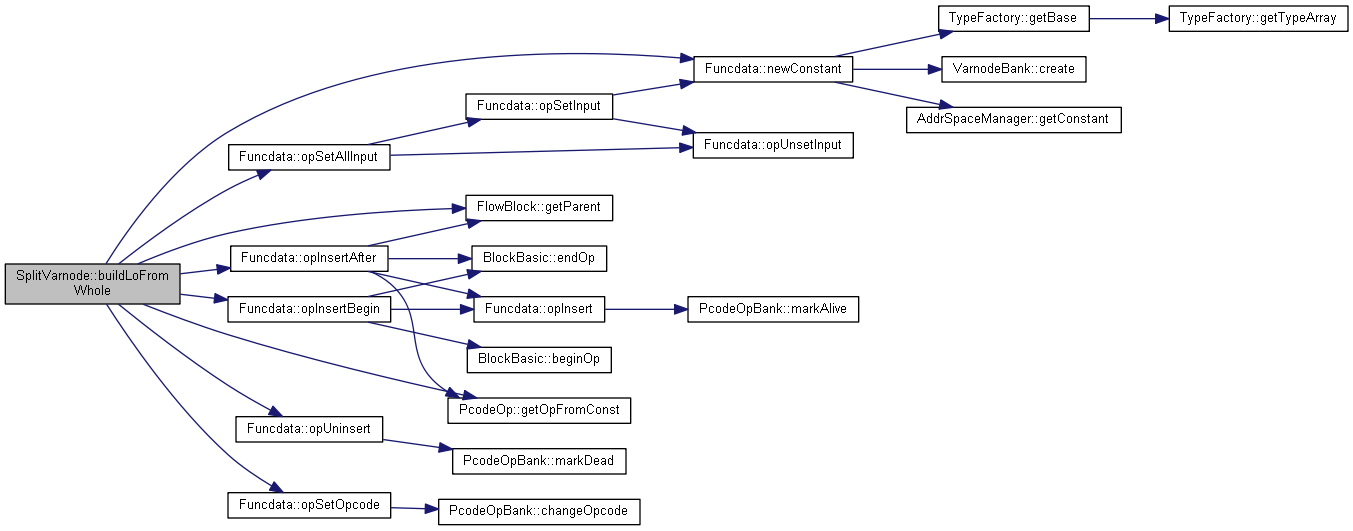 TypeFactory::getBase
TypeFactory::getTypeArray
Funcdata::newConstant
VarnodeBank::create
Funcdata::opSetInput
AddrSpaceManager::getConstant
Funcdata::opSetAllInput
Funcdata::opUnsetInput
FlowBlock::getParent
Funcdata::opInsertAfter
BlockBasic::endOp
SplitVarnode::buildLoFrom
Whole
Funcdata::opInsertBegin
Funcdata::opInsert
PcodeOpBank::markAlive
BlockBasic::beginOp
PcodeOp::getOpFromConst
Funcdata::opUninsert
PcodeOpBank::markDead
Funcdata::opSetOpcode
PcodeOpBank::changeOpcode